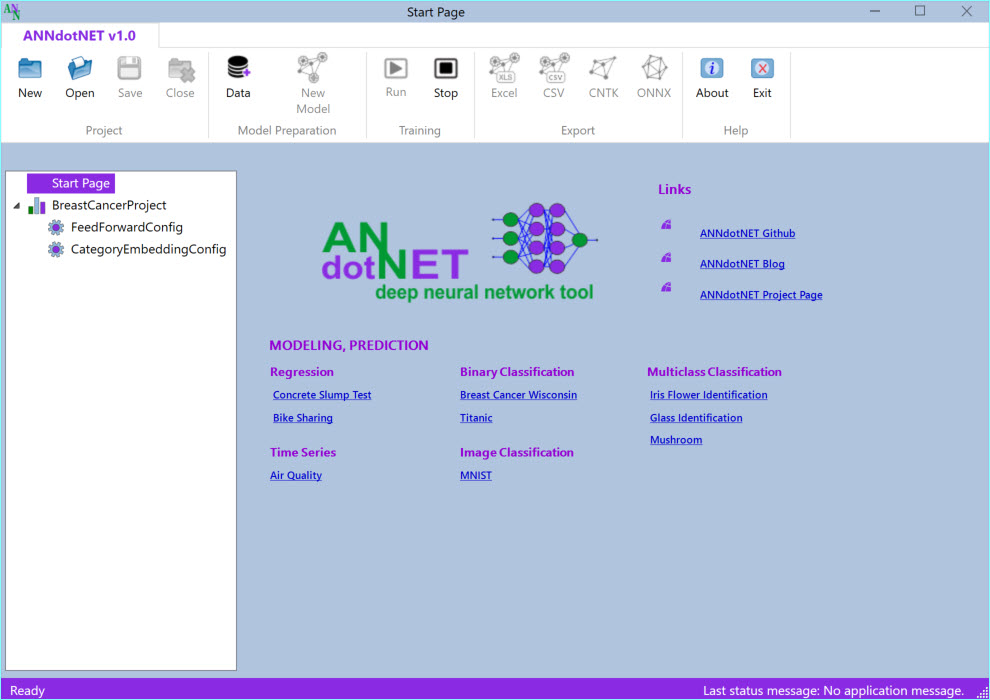 Start Page
ANNdotNET v1.0
New
Open
Save
Close
Data
New
Model
Run
Stop
Excel
CSV
CNTK
ONNX
About
Exit
XLS
CSV
Project
Model Preparation
Training
Export
Help
Start Page
BreastCancerProject
FeedForwardConfig
CategoryEmbeddingConfig
ANN
dotNET
deep neural network tool
Links
ANNdotNET Github
ANNdotNET Blog
ANNdotNET Project Page
MODELING, PREDICTION
Regression
Concrete Slump Test
Bike Sharing
Binary Classification
Breast Cancer Wisconsin
Titanic
Multiclass Classification
Iris Flower Identification
Glass Identification
Mushroom
Time Series
Air Quality
Image Classification
MNIST
Ready
Last status message: No application message.